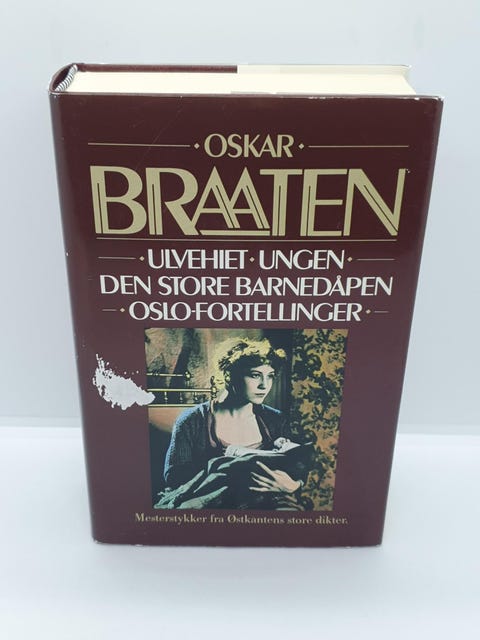 · OSKAR ·
BRAATEN
· ULVEHIET · UNGEN ·
DEN STORE BARNEDÅPEN
· OSLO-FORTELLINGER ·
Mesterstykker fra Østkantens store dikter.